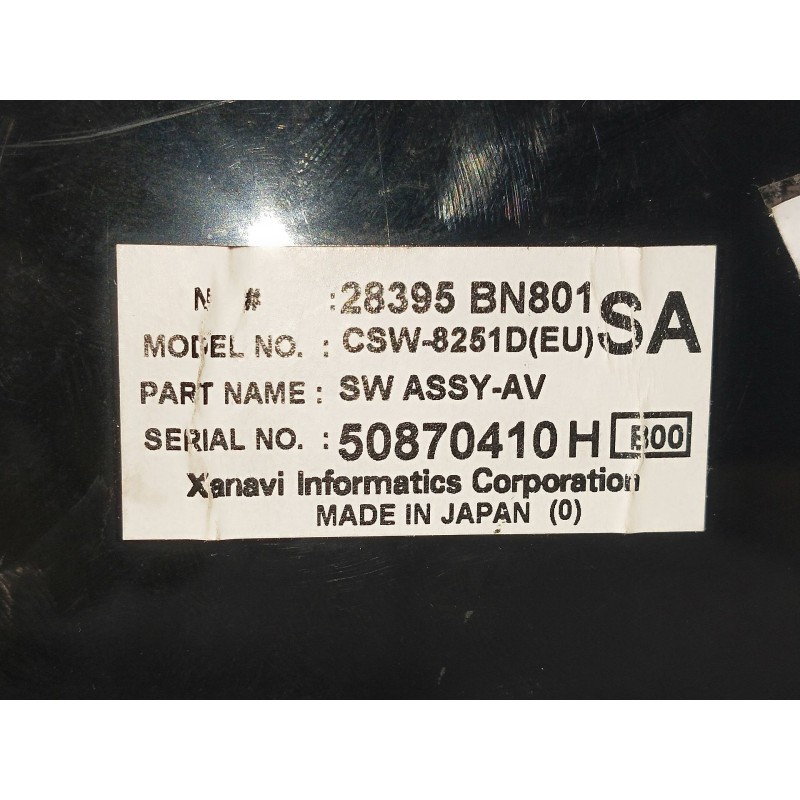 N # :28395 BN801 SA
MODEL NO. : CSW-8251D(EU)
PART NAME : SW ASSY-AV
SERIAL NO. : 50870410 H B00
Xanavi Informatics Corporation
MADE IN JAPAN (0)